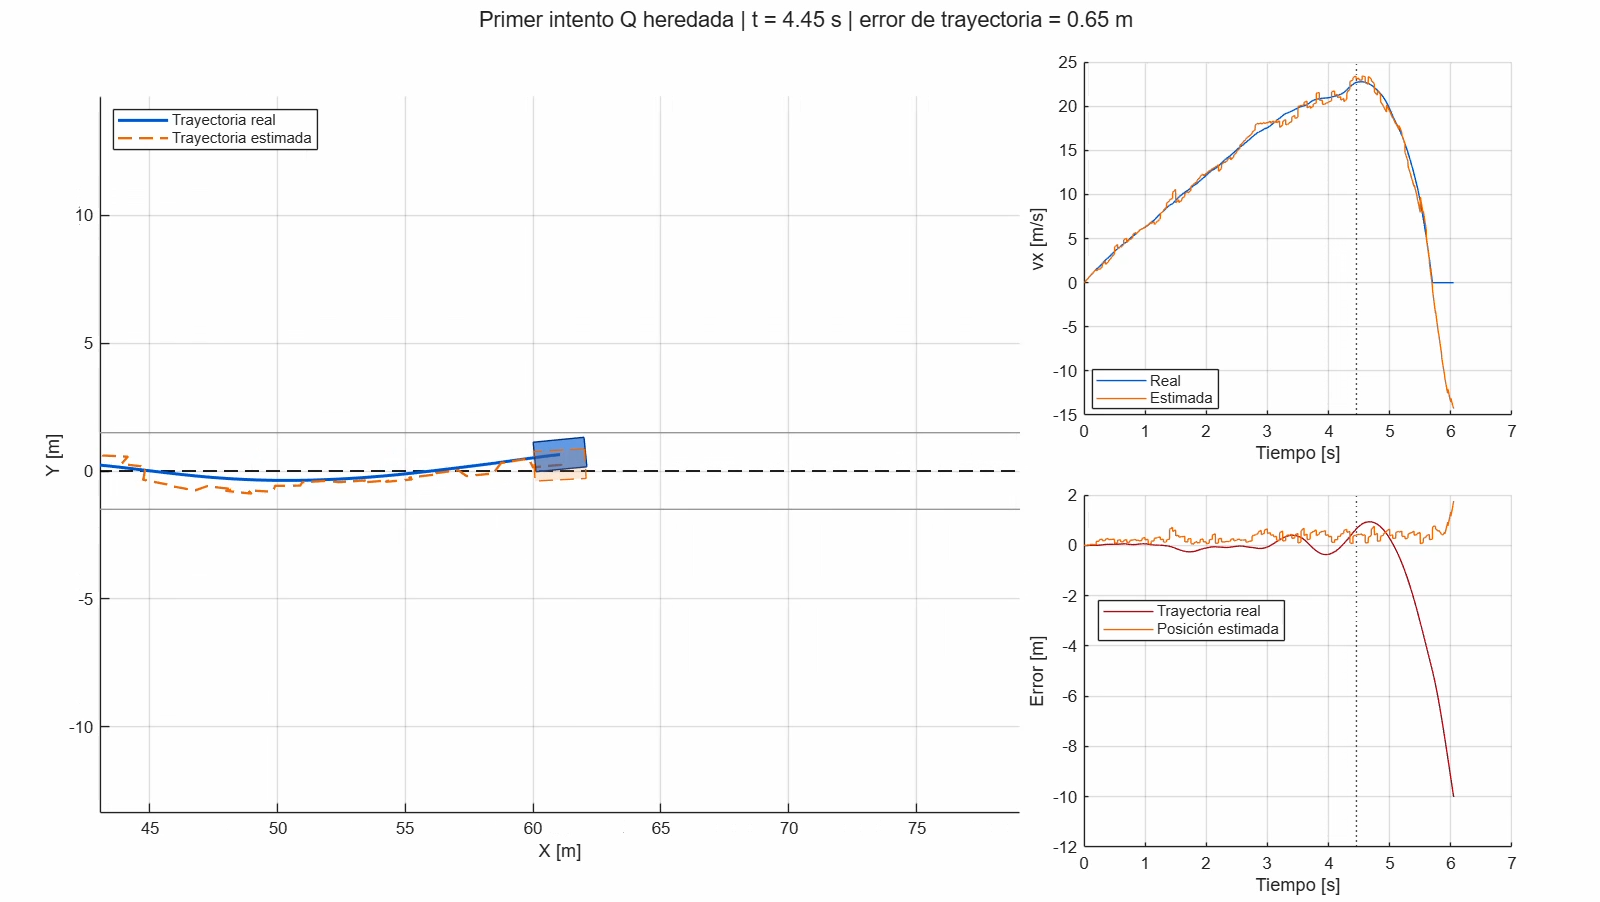 Primer intento Q heredada | t = 4.45 s | error de trayectoria = 0.65 m
Trayectoria real
Trayectoria estimada
10
5
0
-5
-10
Y [m]
45 50 55 60 65 70 75
X [m]
25
20
15
10
5
0
-5
-10
-15
vx [m/s]
Real
Estimada
0 1 2 3 4 5 6 7
Tiempo [s]
2
0
-2
-4
-6
-8
-10
-12
Error [m]
Trayectoria real
Posición estimada
0 1 2 3 4 5 6 7
Tiempo [s]